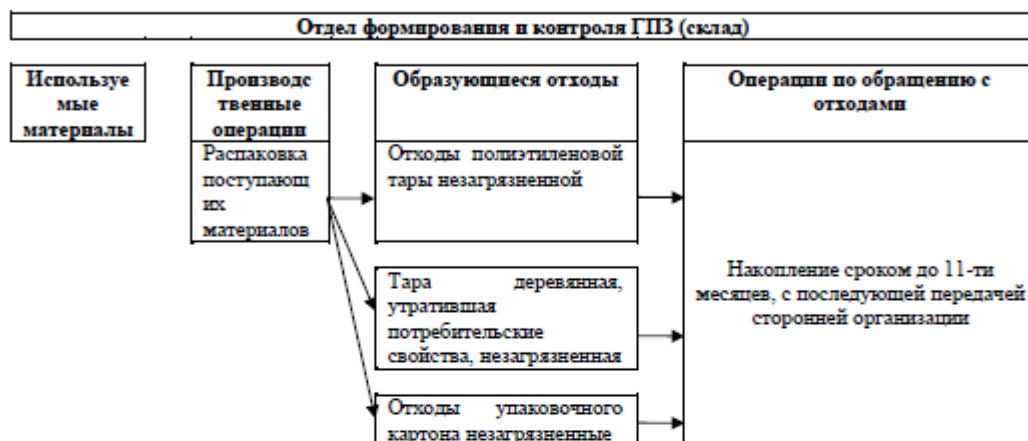 Отдел формирования и контроля ГПЗ (склад)
Используе
мые
материалы
Производс
твенные
операции
Образующиеся отходы
Операции по обращению с
отходами
Распаковка
поступающ
их
материалов
Отходы полиэтиленовой
тары незагрязненной
Тара деревянная,
утратившая
потребительские
свойства, незагрязненная
Отходы упаковочного
картона незагрязненные
Накопление сроком до 11-ти
месяцев, с последующей передачей
сторонней организации